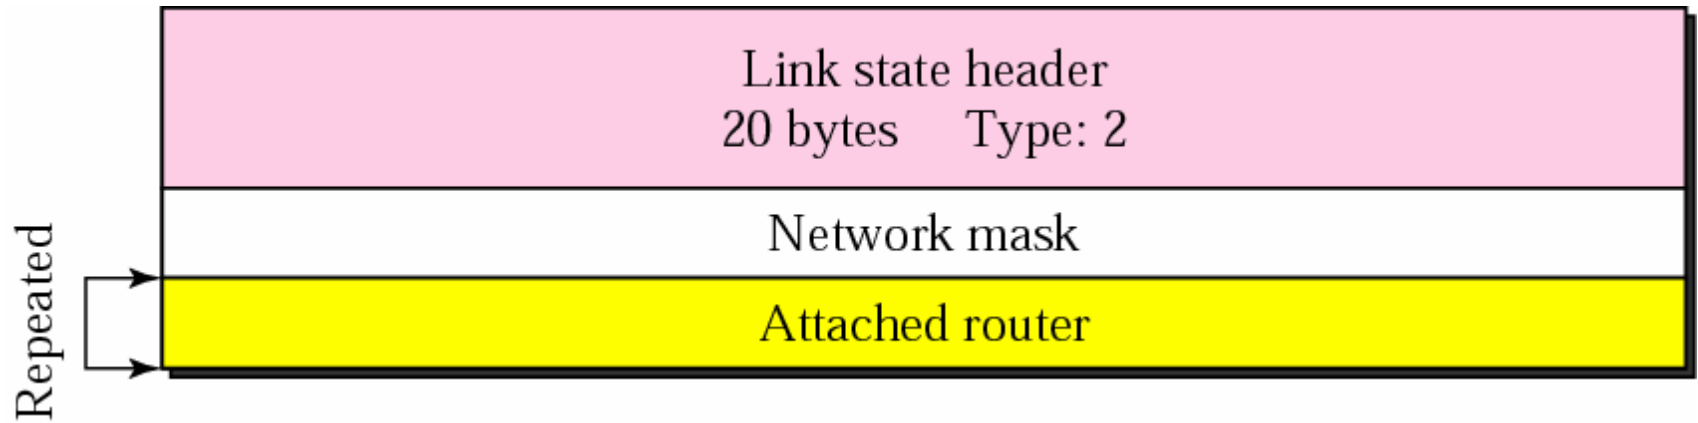 Link state header
20 bytes Type: 2
Network mask
Repeated
Attached router